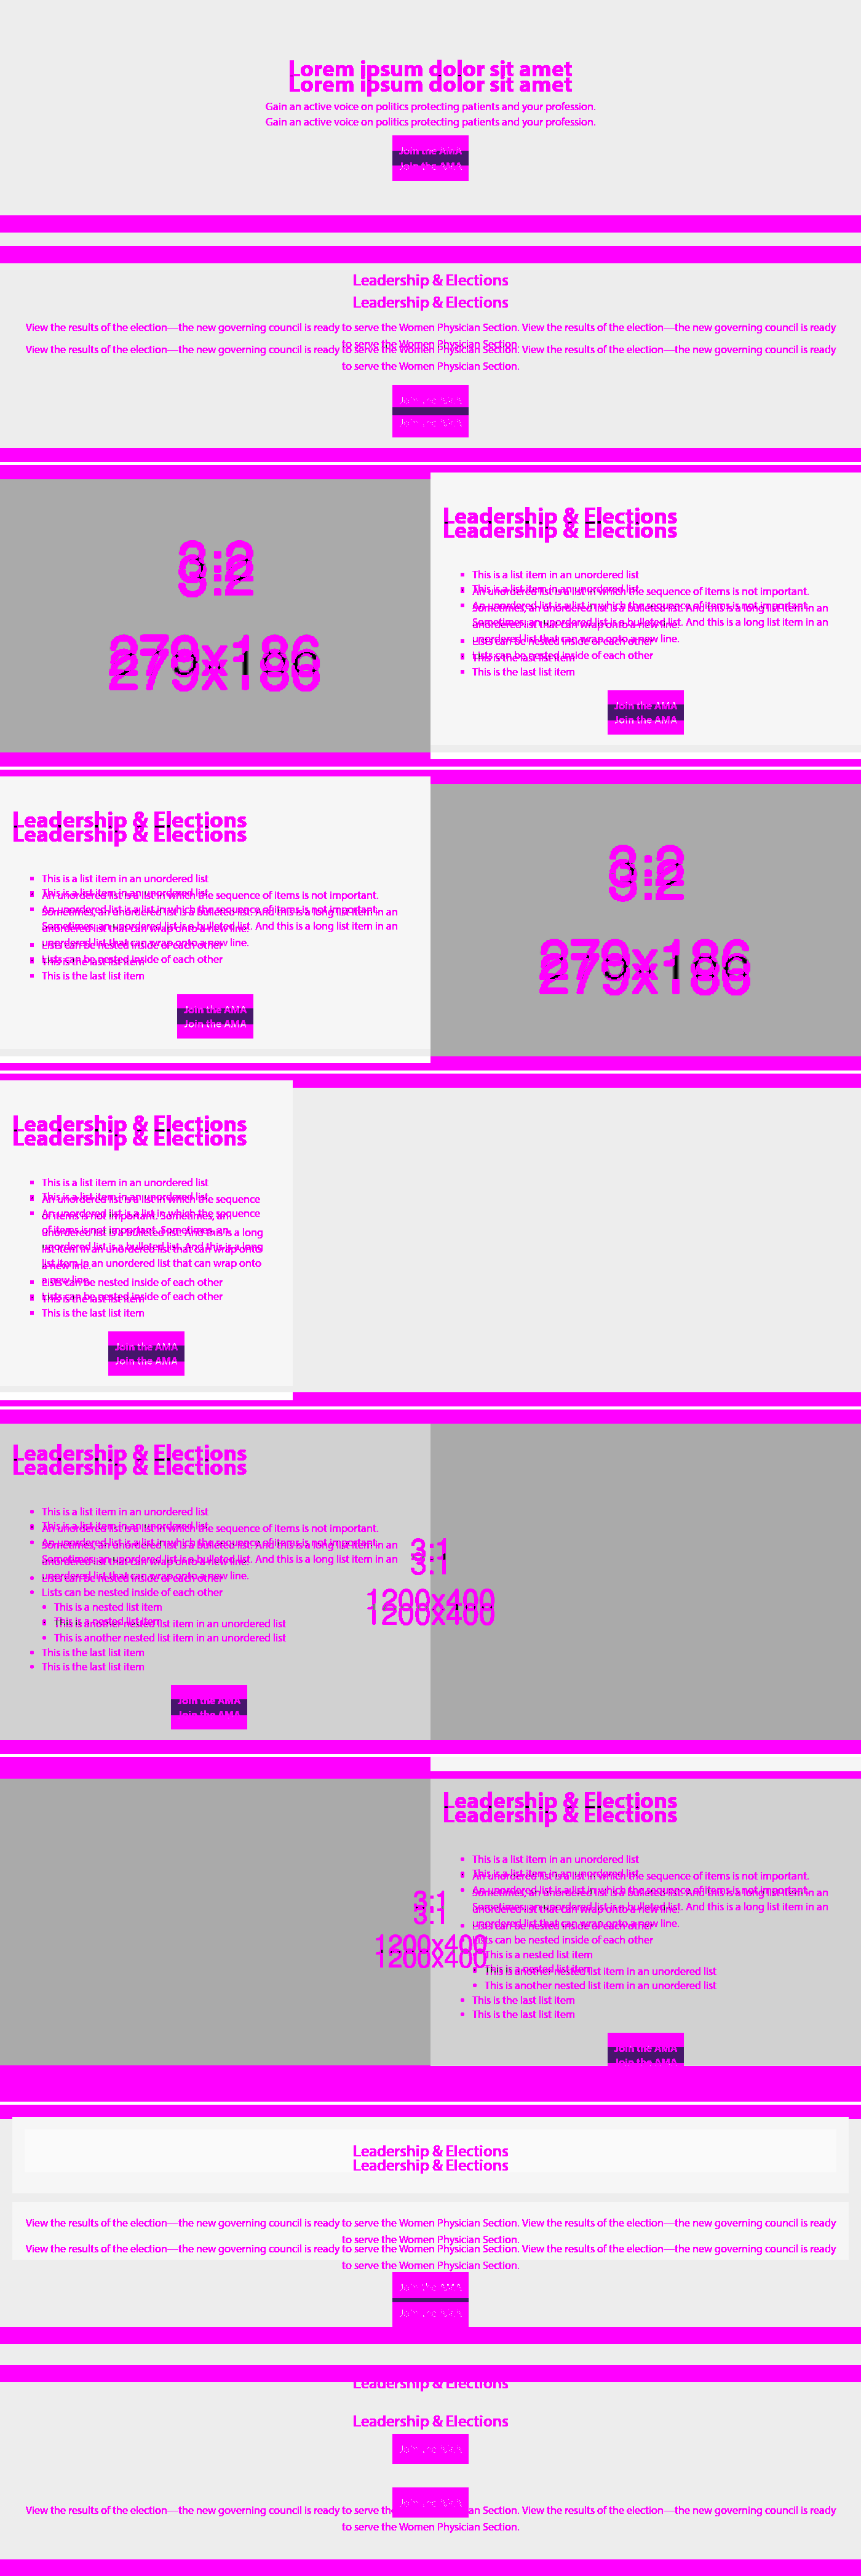 Lorem ipsum dolor sit amet
Lorem ipsum dolor sit amet
Gain an active voice on politics protecting patients and your profession.
Gain an active voice on politics protecting patients and your profession.
Join the AMA
Join the AMA
Leadership & Elections
Leadership & Elections
View the results of the election—the new governing council is ready to serve the Women Physician Section. View the results of the election—the new governing council is ready
to serve the Women Physician Section.
View the results of the election—the new governing council is ready to serve the Women Physician Section. View the results of the election—the new governing council is ready
to serve the Women Physician Section.
Join the AMA
Join the AMA
3:2
3:2
279x186
279x186
Leadership & Elections
Leadership & Elections
This is a list item in an unordered list
This is a list item in an unordered list
An unordered list is a list in which the sequence of items is not important.
An unordered list is a list in which the sequence of items is not important.
Sometimes, an unordered list is a bulleted list. And this is a long list item in an
Sometimes, an unordered list is a bulleted list. And this is a long list item in an
unordered list that can wrap onto a new line.
unordered list that can wrap onto a new line.
Lists can be nested inside of each other
Lists can be nested inside of each other
This is the last list item
This is the last list item
Join the AMA
Join the AMA
Leadership & Elections
Leadership & Elections
This is a list item in an unordered list
This is a list item in an unordered list
An unordered list is a list in which the sequence of items is not important.
An unordered list is a list in which the sequence of items is not important.
Sometimes, an unordered list is a bulleted list. And this is a long list item in an
Sometimes, an unordered list is a bulleted list. And this is a long list item in an
unordered list that can wrap onto a new line.
unordered list that can wrap onto a new line.
Lists can be nested inside of each other
Lists can be nested inside of each other
This is the last list item
This is the last list item
Join the AMA
Join the AMA
3:2
3:2
279x186
279x186
Leadership & Elections
Leadership & Elections
This is a list item in an unordered list
This is a list item in an unordered list
An unordered list is a list in which the sequence
An unordered list is a list in which the sequence
of items is not important. Sometimes, an
of items is not important. Sometimes, an
unordered list is a bulleted list. And this is a long
unordered list is a bulleted list. And this is a long
list item in an unordered list that can wrap onto
list item in an unordered list that can wrap onto
a new line.
a new line.
Lists can be nested inside of each other
Lists can be nested inside of each other
This is the last list item
This is the last list item
Join the AMA
Join the AMA
Leadership & Elections
Leadership & Elections
This is a list item in an unordered list
This is a list item in an unordered list
An unordered list is a list in which the sequence of items is not important.
An unordered list is a list in which the sequence of items is not important.
Sometimes, an unordered list is a bulleted list. And this is a long list item in an
Sometimes, an unordered list is a bulleted list. And this is a long list item in an
unordered list that can wrap onto a new line.
unordered list that can wrap onto a new line.
Lists can be nested inside of each other
Lists can be nested inside of each other
This is a nested list item
This is a nested list item
This is another nested list item in an unordered list
This is another nested list item in an unordered list
This is the last list item
This is the last list item
Join the AMA
Join the AMA
3:1
3:1
1200x400
1200x400
Leadership & Elections
Leadership & Elections
This is a list item in an unordered list
This is a list item in an unordered list
An unordered list is a list in which the sequence of items is not important.
An unordered list is a list in which the sequence of items is not important.
Sometimes, an unordered list is a bulleted list. And this is a long list item in an
Sometimes, an unordered list is a bulleted list. And this is a long list item in an
unordered list that can wrap onto a new line.
unordered list that can wrap onto a new line.
Lists can be nested inside of each other
Lists can be nested inside of each other
This is a nested list item
This is a nested list item
This is another nested list item in an unordered list
This is another nested list item in an unordered list
This is the last list item
This is the last list item
Join the AMA
Join the AMA
3:1
3:1
1200x400
1200x400
Leadership & Elections
Leadership & Elections
View the results of the election—the new governing council is ready to serve the Women Physician Section. View the results of the election—the new governing council is ready
to serve the Women Physician Section.
View the results of the election—the new governing council is ready to serve the Women Physician Section. View the results of the election—the new governing council is ready
to serve the Women Physician Section.
Join the AMA
Join the AMA
Leadership & Elections
Leadership & Elections
Join the AMA
Join the AMA
View the results of the election—the new governing council is ready to serve the Section. View the results of the election—the new governing council is ready
to serve the Women Physician Section.